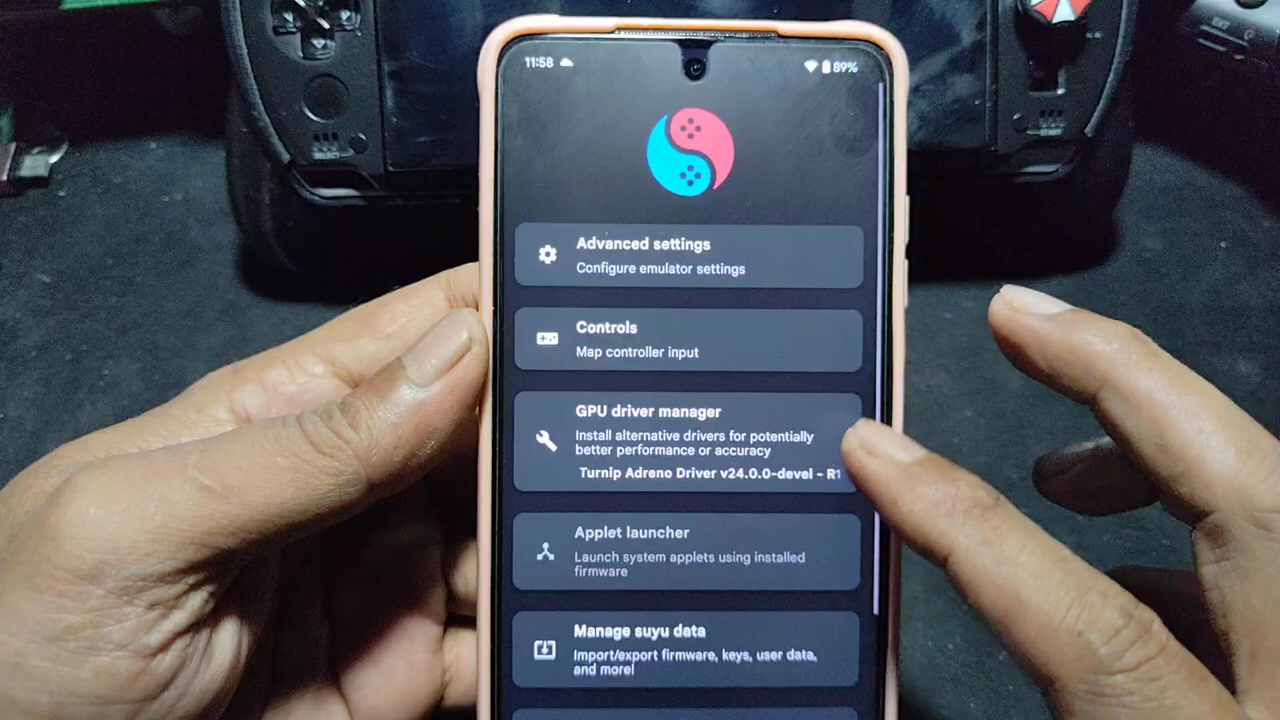 11:58
89%
Advanced settings
Configure emulator settings
Controls
Map controller input
GPU driver manager
Install alternative drivers for potentially
better performance or accuracy
Turnip Adreno Driver v24.0.0-devel - R1
Applet launcher
Launch system applets using installed
firmware
Manage suyu data
Import/export firmware, keys, user data,
and more!
SELECT